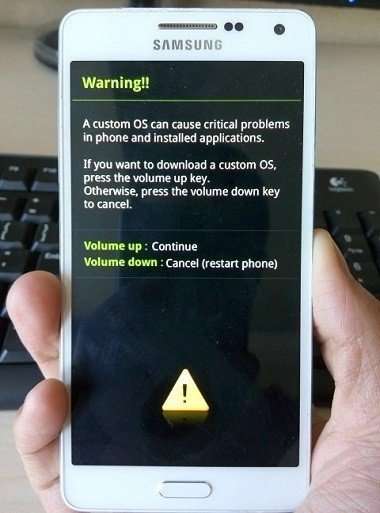 SAMSUNG
Warning!!
A custom OS can cause critical problems
in phone and installed applications.
If you want to download a custom OS,
press the volume up key.
Otherwise, press the volume down key
to cancel.
Volume up : Continue
Volume down : Cancel (restart phone)
Logitech